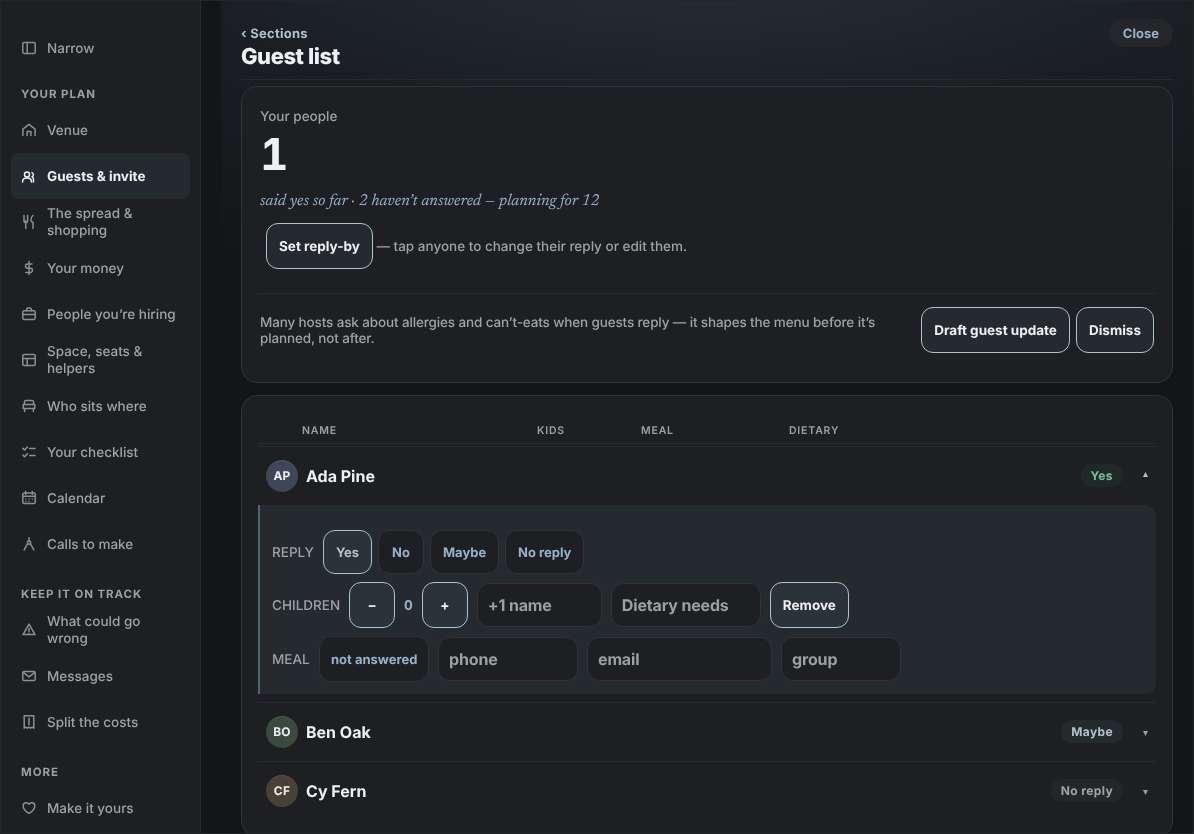 Narrow
YOUR PLAN
Venue
Guests & invite
The spread &
shopping
Your money
People you're hiring
Space, seats &
helpers
Who sits where
Your checklist
Calendar
Calls to make
KEEP IT ON TRACK
What could go
wrong
Messages
Split the costs
MORE
Make it yours
‹ Sections
Guest list
Close
Your people
1
said yes so far · 2 haven't answered – planning for 12
Set reply-by — tap anyone to change their reply or edit them.
Many hosts ask about allergies and can't-eats when guests reply — it shapes the menu before it's
planned, not after.
Draft guest update Dismiss
NAME KIDS MEAL DIETARY
AP Ada Pine Yes ▴
REPLY Yes No Maybe No reply
CHILDREN – 0 + +1 name Dietary needs Remove
MEAL not answered phone email group
BO Ben Oak Maybe ▾
CF Cy Fern No reply ▾